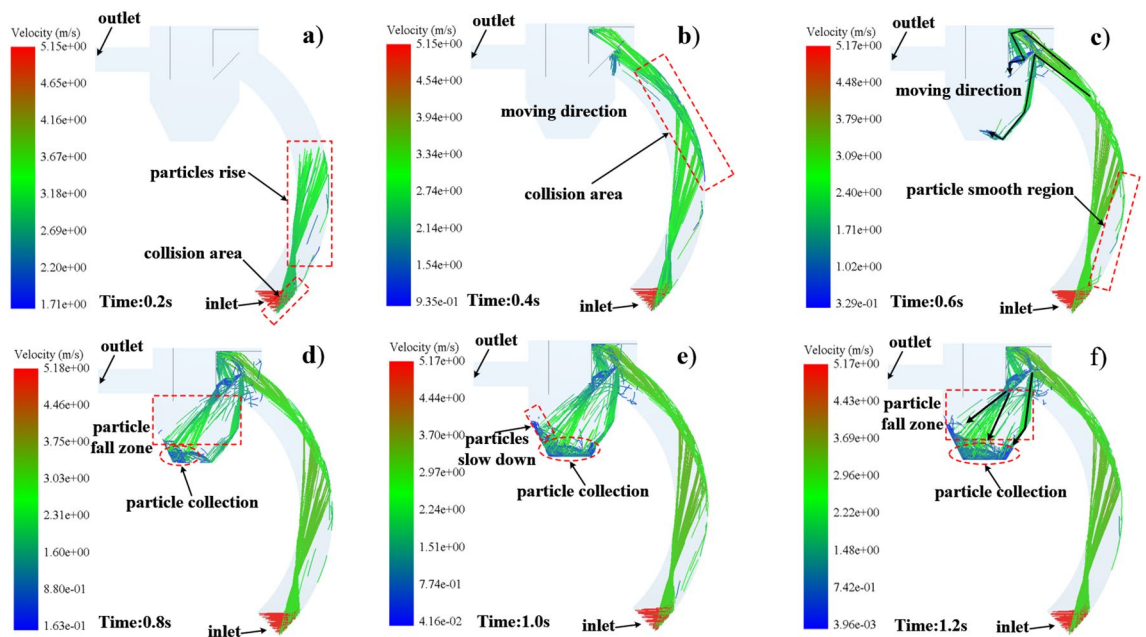 outlet
a)
Velocity (m/s)
5.15e+00
4.65e+00
4.16e+00
3.67e+00
3.18e+00
2.69e+00
2.20e+00
1.71e+00
particles rise
collision area
inlet
Time:0.2s
outlet
b)
Velocity (m/s)
5.15e+00
4.54e+00
3.94e+00
3.34e+00
2.74e+00
2.14e+00
1.54e+00
9.35e-01
moving direction
collision area
inlet
Time:0.4s
outlet
c)
Velocity (m/s)
5.17e+00
4.48e+00
3.79e+00
3.09e+00
2.40e+00
1.71e+00
1.02e+00
3.29e-01
moving direction
particle smooth region
inlet
Time:0.6s
outlet
d)
Velocity (m/s)
5.18e+00
4.46e+00
3.75e+00
3.03e+00
2.31e+00
1.60e+00
8.80e-01
1.63e-01
particle
fall zone
particle collection
Time:0.8s
inlet
outlet
e)
Velocity (m/s)
5.17e+00
4.43e+00
3.70e+00
2.97e+00
2.24e+00
1.51e+00
7.74e-01
4.16e-02
particles
slow down
particle collection
Time:1.0s
inlet
outlet
f)
Velocity (m/s)
5.17e+00
4.43e+00
3.69e+00
2.96e+00
2.22e+00
1.48e+00
7.42e-01
3.96e-03
particle
fall zone
particle collection
Time:1.2s
inlet